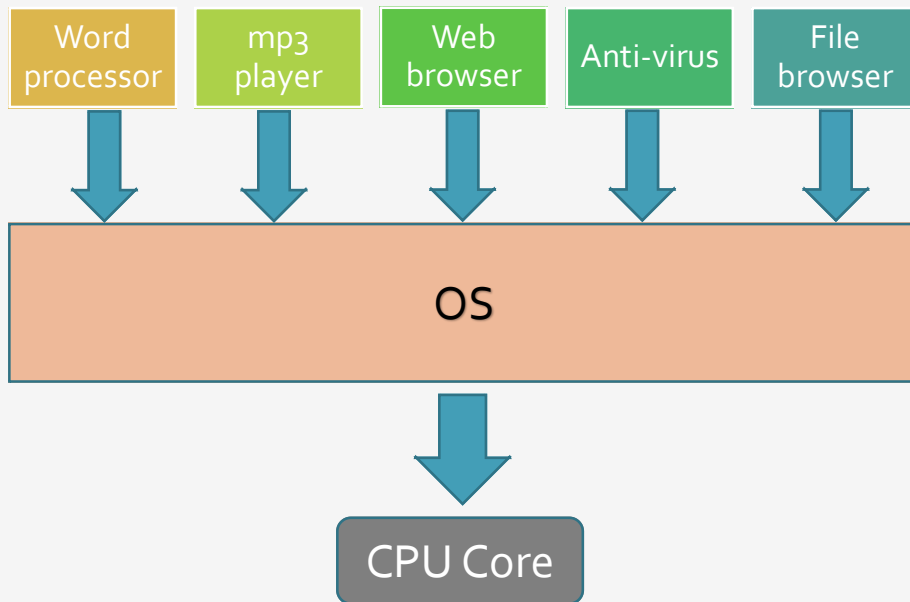 Word
processor
mp3
player
Web
browser
Anti-virus
File
browser
OS
CPU Core